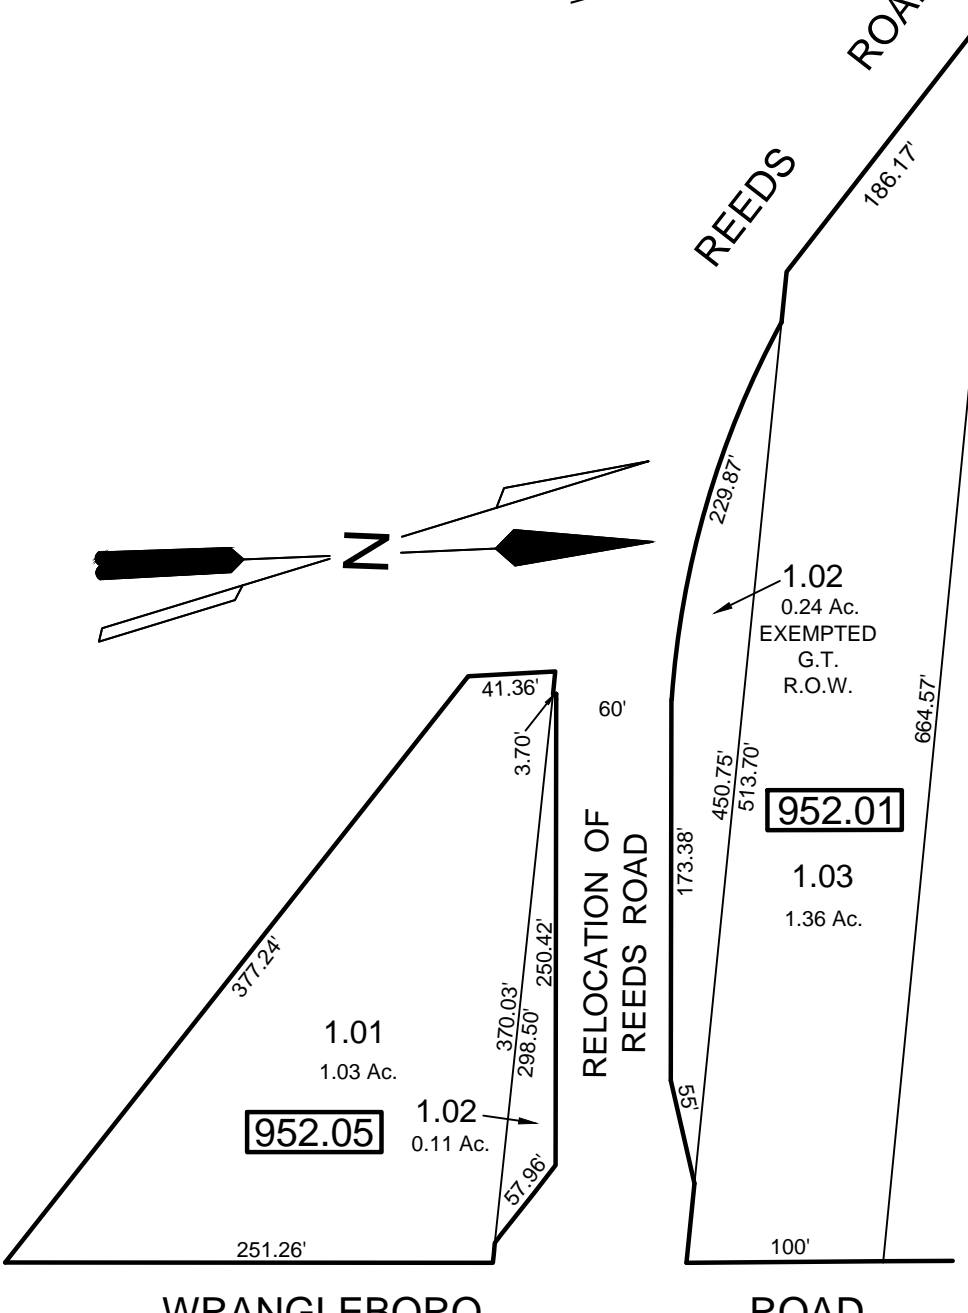 ROAD
186.17'
REEDS
229.87'
N
1.02
0.24 Ac.
EXEMPTED
G.T.
R.O.W.
41.36'
60'
3.70'
664.57'
450.75'
513.70'
952.01
RELOCATION OF
REEDS ROAD
173.38'
1.03
1.36 Ac.
377.24'
250.42'
370.03'
298.50'
1.01
1.03 Ac.
1.02
0.11 Ac.
952.05
55'
57.96'
251.26'
100'
WRANGLEBORO
ROAD